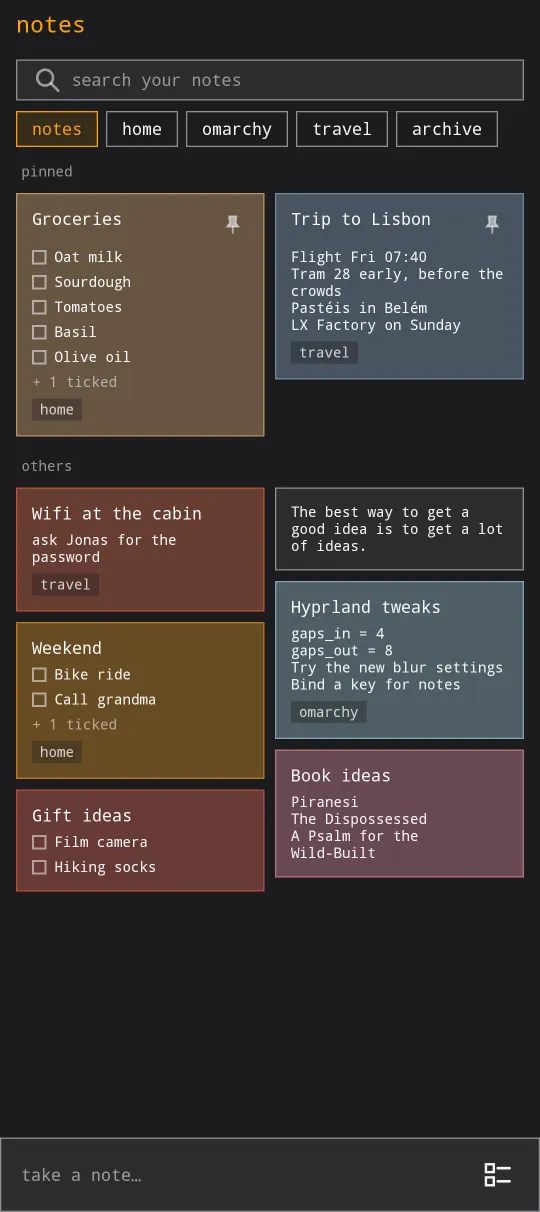 notes
search your notes
notes
home
omarchy
travel
archive
pinned
Groceries
Oat milk
Sourdough
Tomatoes
Basil
Olive oil
+ 1 ticked
home
Trip to Lisbon
Flight Fri 07:40
Tram 28 early, before the
crowds
Pastéis in Belém
LX Factory on Sunday
travel
others
Wifi at the cabin
ask Jonas for the
password
travel
Weekend
Bike ride
Call grandma
+ 1 ticked
home
Gift ideas
Film camera
Hiking socks
The best way to get a
good idea is to get a lot
of ideas.
Hyprland tweaks
gaps_in = 4
gaps_out = 8
Try the new blur settings
Bind a key for notes
omarchy
Book ideas
Piranesi
The Dispossessed
A Psalm for the
Wild-Built
take a note…